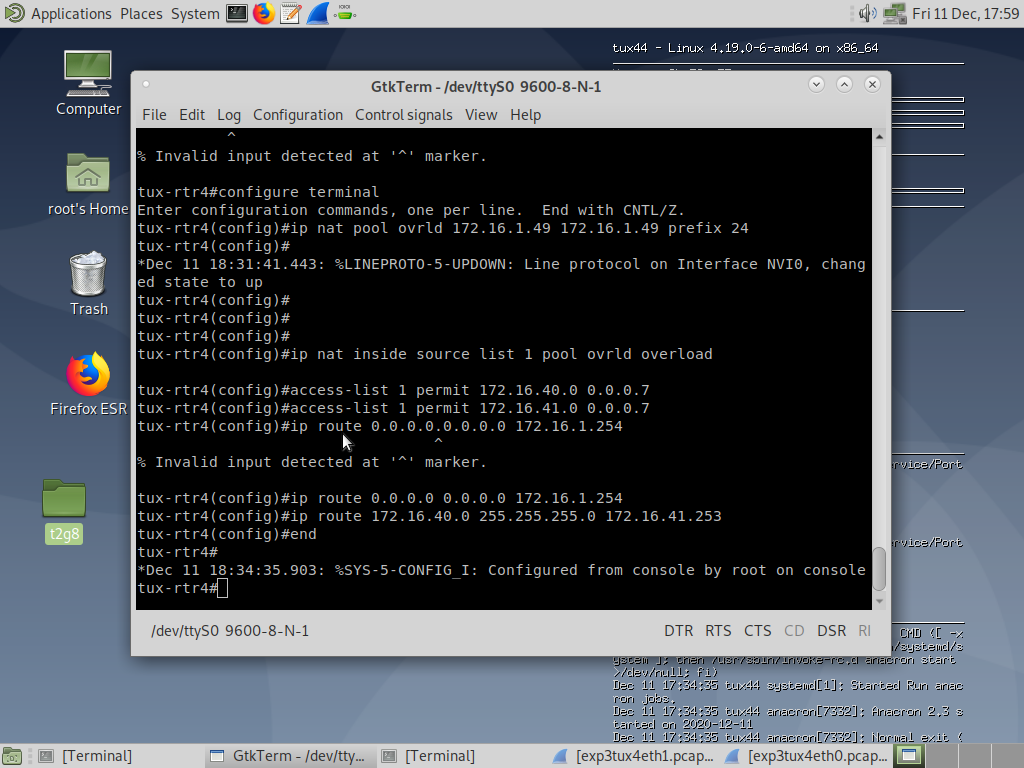 Applications Places System Fri 11 Dec, 17:59
tux44 - Linux 4.19.0-6-amd64 on x86_64
Computer
root's Home
Trash
Firefox ESR
t2g8
GtkTerm - /dev/ttyS0 9600-8-N-1
File Edit Log Configuration Control signals View Help
^
% Invalid input detected at '^' marker.
tux-rtr4#configure terminal
Enter configuration commands, one per line. End with CNTL/Z.
tux-rtr4(config)#ip nat pool ovrld 172.16.1.49 172.16.1.49 prefix 24
tux-rtr4(config)#
*Dec 11 18:31:41.443: %LINEPROTO-5-UPDOWN: Line protocol on Interface NVI0, chang
ed state to up
tux-rtr4(config)#
tux-rtr4(config)#
tux-rtr4(config)#
tux-rtr4(config)#ip nat inside source list 1 pool ovrld overload
tux-rtr4(config)#access-list 1 permit 172.16.40.0 0.0.0.7
tux-rtr4(config)#access-list 1 permit 172.16.41.0 0.0.0.7
tux-rtr4(config)#ip route 0.0.0.0.0.0.0.0 172.16.1.254
^
% Invalid input detected at '^' marker.
tux-rtr4(config)#ip route 0.0.0.0 0.0.0.0 172.16.1.254
tux-rtr4(config)#ip route 172.16.40.0 255.255.255.0 172.16.41.253
tux-rtr4(config)#end
tux-rtr4#
*Dec 11 18:34:35.903: %SYS-5-CONFIG_I: Configured from console by root on console
tux-rtr4#
/dev/ttyS0 9600-8-N-1 DTR RTS CTS CD DSR RI
rvice/Port
ervice/Port
CMD ([ -x
/systemd/s
ystem ]; then /usr/sbin/invoke-rc.d anacron start
>/dev/null; fi)
Dec 11 17:34:35 tux44 systemd[1]: Started Run anac
ron jobs.
Dec 11 17:34:35 tux44 anacron[7332]: Anacron 2.3 s
tarted on 2020-12-11
Dec 11 17:34:35 tux44 anacron[7332]: Normal exit (
[Terminal] GtkTerm - /dev/tty... [Terminal] [exp3tux4eth1.pcap... [exp3tux4eth0.pcap...